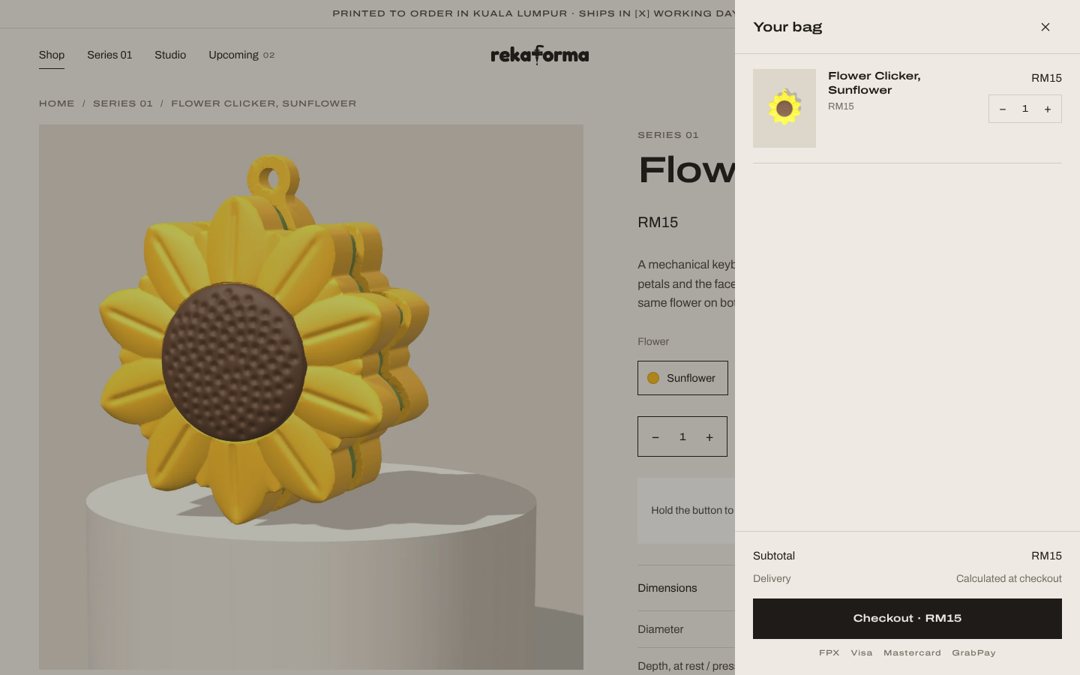 PRINTED TO ORDER IN KUALA LUMPUR · SHIPS IN [X] WORKING DAY
Shop
Series 01
Studio
Upcoming 02
rekaforma
HOME / SERIES 01 / FLOWER CLICKER, SUNFLOWER
SERIES 01
Flow
RM15
A mechanical keyb
petals and the face
same flower on bot
Flower
Sunflower
− 1 +
Hold the button to
Dimensions
Diameter
Depth, at rest / pres
Your bag
Flower Clicker,
Sunflower
RM15
RM15
− 1 +
Subtotal
RM15
Delivery
Calculated at checkout
Checkout · RM15
FPX Visa Mastercard GrabPay